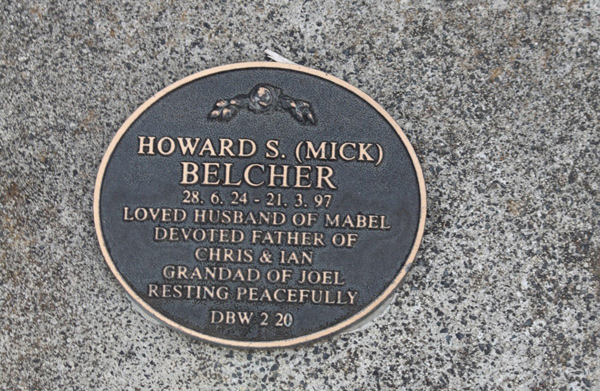 HOWARD S. (MICK)
BELCHER
28. 6. 24 - 21. 3. 97
LOVED HUSBAND OF MABEL
DEVOTED FATHER OF
CHRIS & IAN
GRANDAD OF JOEL
RESTING PEACEFULLY
DBW 2 20